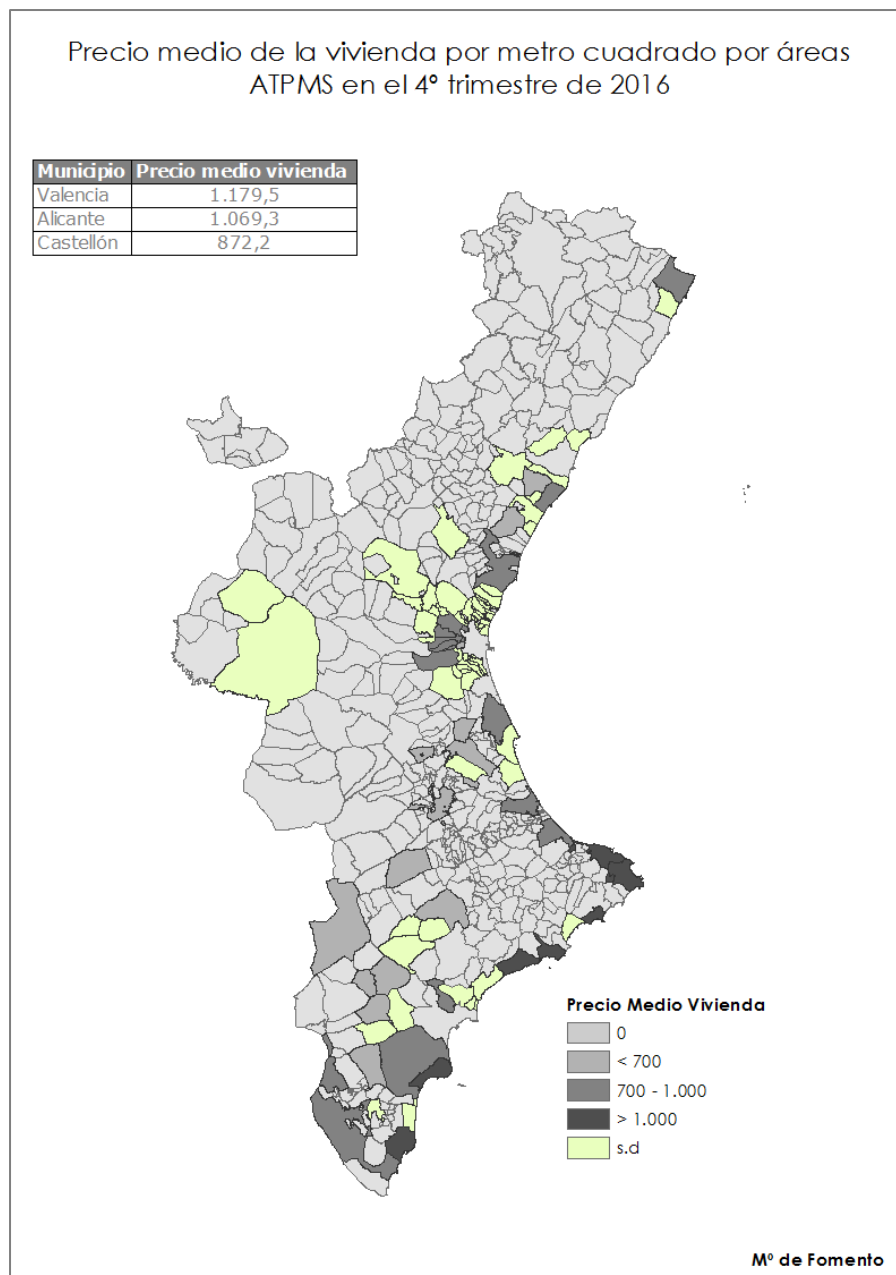 Precio medio de la vivienda por metro cuadrado por áreas
ATPMS en el 4º trimestre de 2016
Municipio Precio medio vivienda
Valencia 1.179,5
Alicante 1.069,3
Castellón 872,2
Precio Medio Vivienda
0
< 700
700 - 1.000
> 1.000
s.d
Mº de Fomento